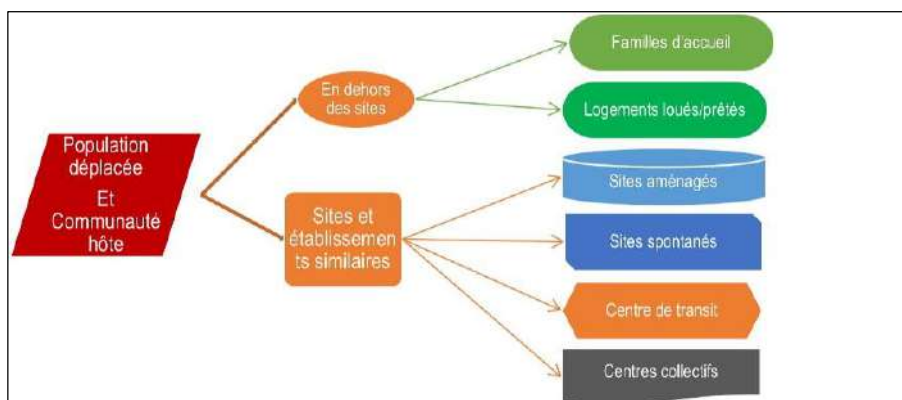 Population
déplacée
Et
Communauté
hôte
En dehors
des sites
Sites et
établissemen
ts similaires
Familles d'accueil
Logements loués/prêtés
Sites aménagés
Sites spontanés
Centre de transit
Centres collectifs